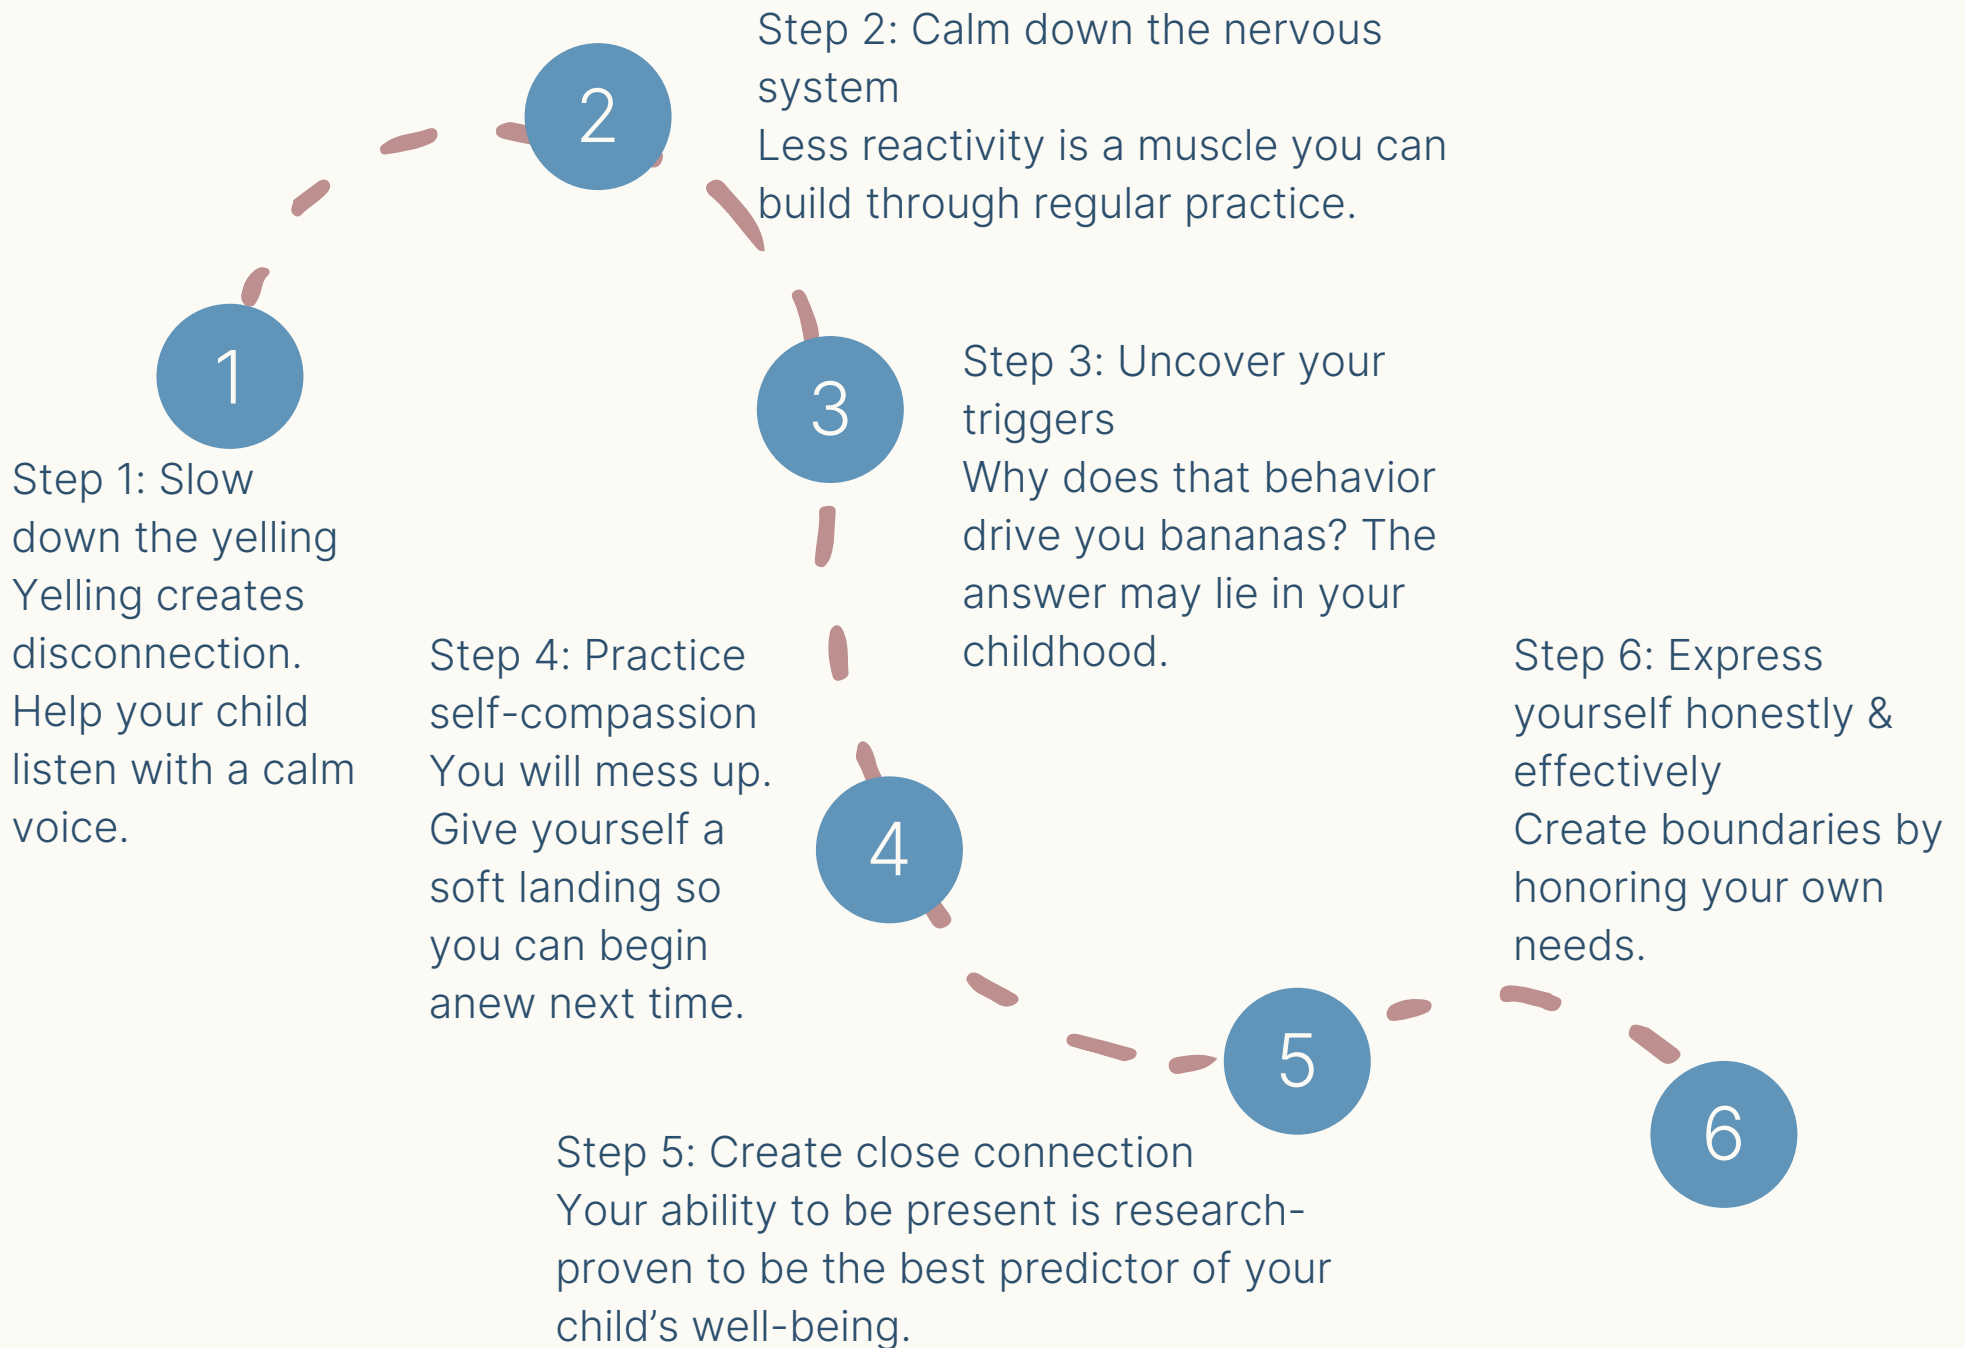 1
Step 1: Slow
down the yelling
Yelling creates
disconnection.
Help your child
listen with a calm
voice.
2
Step 2: Calm down the nervous
system
Less reactivity is a muscle you can
build through regular practice.
3
Step 3: Uncover your
triggers
Why does that behavior
drive you bananas? The
answer may lie in your
childhood.
4
Step 4: Practice
self-compassion
You will mess up.
Give yourself a
soft landing so
you can begin
anew next time.
5
Step 5: Create close connection
Your ability to be present is research-
proven to be the best predictor of your
child’s well-being.
6
Step 6: Express
yourself honestly &
effectively
Create boundaries by
honoring your own
needs.